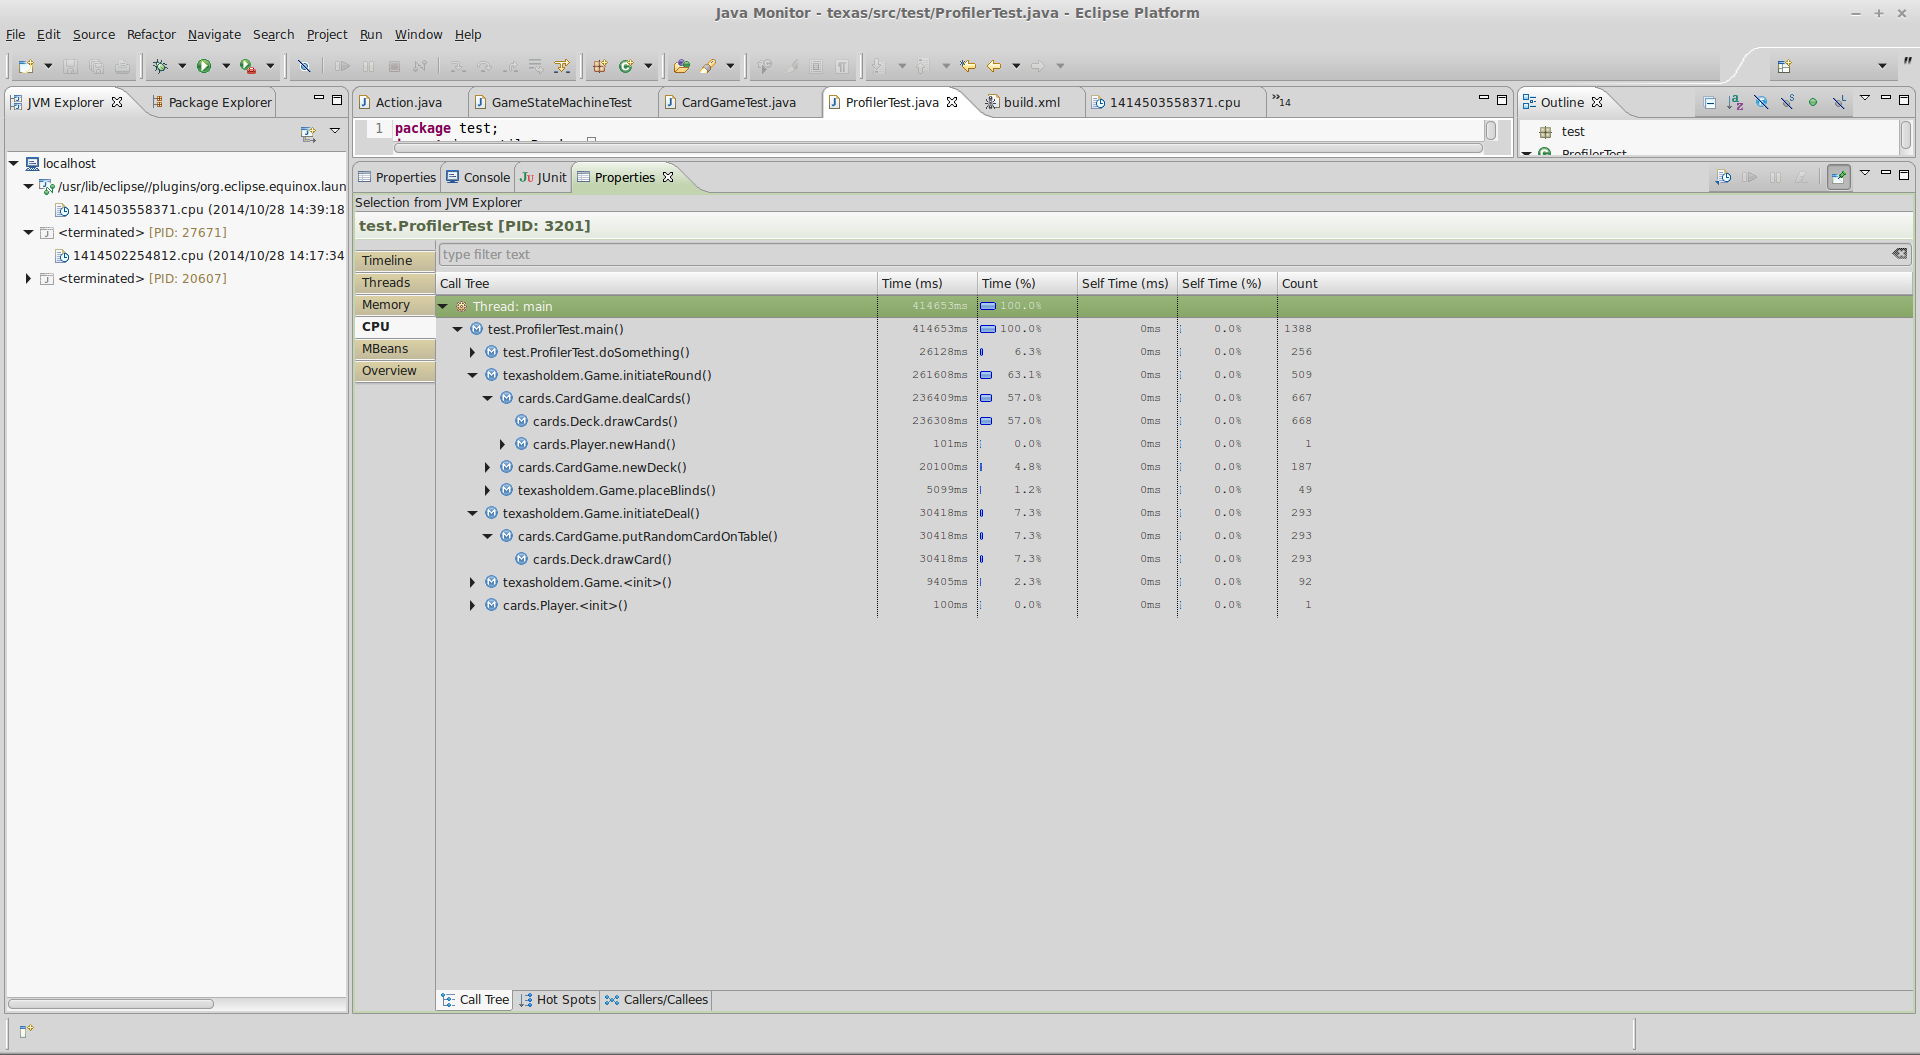 Java Monitor - texas/src/test/ProfilerTest.java - Eclipse Platform
File Edit Source Refactor Navigate Search Project Run Window Help
JVM Explorer Package Explorer
localhost
/usr/lib/eclipse//plugins/org.eclipse.equinox.laun
1414503558371.cpu (2014/10/28 14:39:18
<terminated> [PID: 27671]
1414502254812.cpu (2014/10/28 14:17:34
<terminated> [PID: 20607]
Action.java GameStateMachineTest CardGameTest.java ProfilerTest.java build.xml 1414503558371.cpu »14
1 package test;
Outline
test
ProfilerTest
Properties Console JUnit Properties
Selection from JVM Explorer
test.ProfilerTest [PID: 3201]
Timeline
Threads
Memory
CPU
MBeans
Overview
type filter text
Call Tree Time (ms) Time (%) Self Time (ms) Self Time (%) Count
Thread: main 414653ms 100.0%
test.ProfilerTest.main() 414653ms 100.0% 0ms 0.0% 1388
test.ProfilerTest.doSomething() 26128ms 6.3% 0ms 0.0% 256
texasholdem.Game.initiateRound() 261608ms 63.1% 0ms 0.0% 509
cards.CardGame.dealCards() 236409ms 57.0% 0ms 0.0% 667
cards.Deck.drawCards() 236308ms 57.0% 0ms 0.0% 668
cards.Player.newHand() 101ms 0.0% 0ms 0.0% 1
cards.CardGame.newDeck() 20100ms 4.8% 0ms 0.0% 187
texasholdem.Game.placeBlinds() 5099ms 1.2% 0ms 0.0% 49
texasholdem.Game.initiateDeal() 30418ms 7.3% 0ms 0.0% 293
cards.CardGame.putRandomCardOnTable() 30418ms 7.3% 0ms 0.0% 293
cards.Deck.drawCard() 30418ms 7.3% 0ms 0.0% 293
texasholdem.Game.<init>() 9405ms 2.3% 0ms 0.0% 92
cards.Player.<init>() 100ms 0.0% 0ms 0.0% 1
Call Tree Hot Spots Callers/Callees